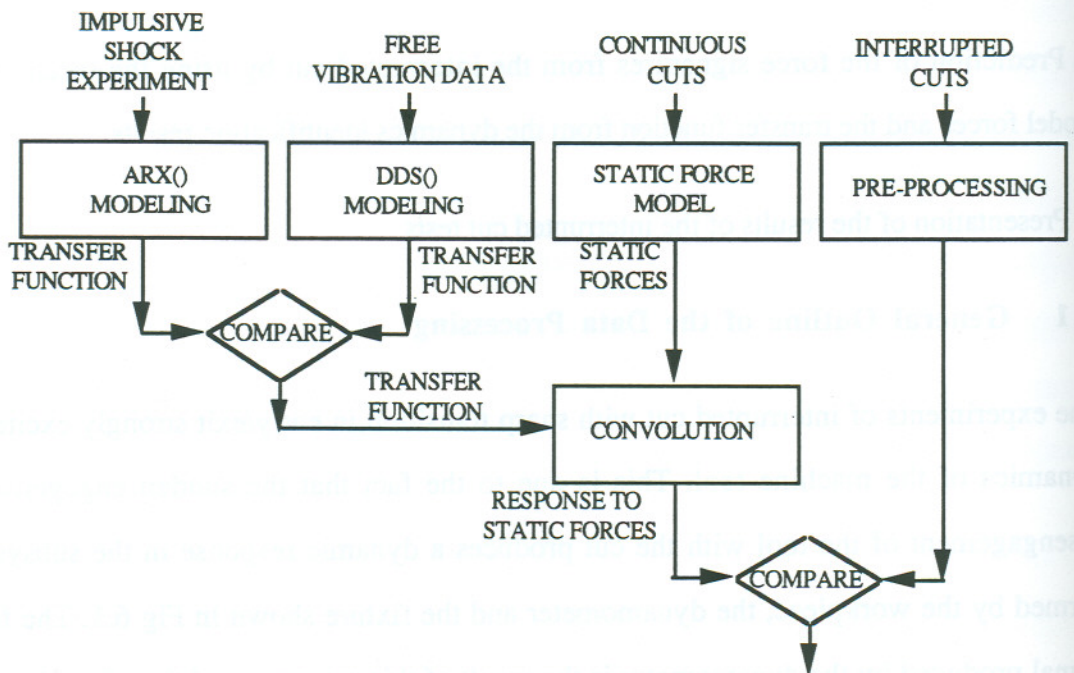 IMPULSIVE
SHOCK
EXPERIMENT
FREE
VIBRATION DATA
CONTINUOUS
CUTS
INTERRUPTED
CUTS
ARX()
MODELING
DDS()
MODELING
STATIC FORCE
MODEL
PRE-PROCESSING
TRANSFER
FUNCTION
TRANSFER
FUNCTION
STATIC
FORCES
COMPARE
TRANSFER
FUNCTION
CONVOLUTION
RESPONSE TO
STATIC FORCES
COMPARE